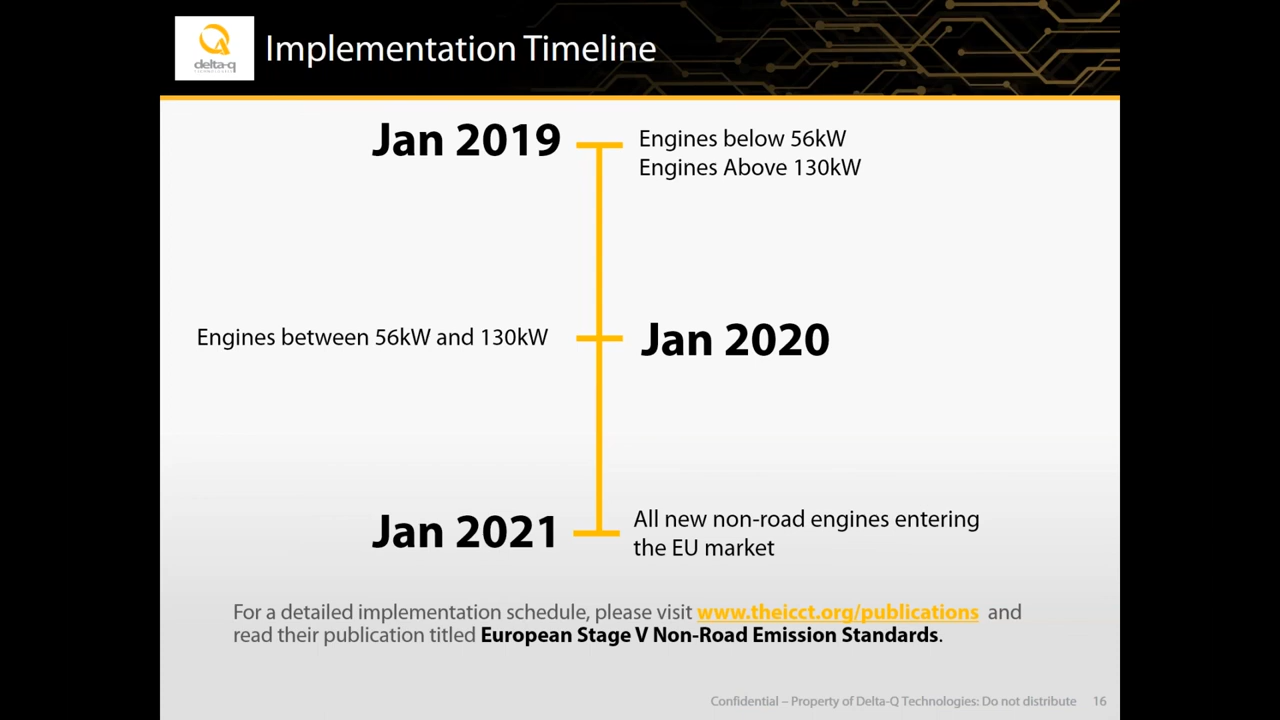 delta-q
TECHNOLOGIES
Implementation Timeline
Jan 2019
Engines below 56kW
Engines Above 130kW
Engines between 56kW and 130kW
Jan 2020
Jan 2021
All new non-road engines entering
the EU market
For a detailed implementation schedule, please visit www.theicct.org/publications and
read their publication titled European Stage V Non-Road Emission Standards.
Confidential – Property of Delta-Q Technologies: Do not distribute 16